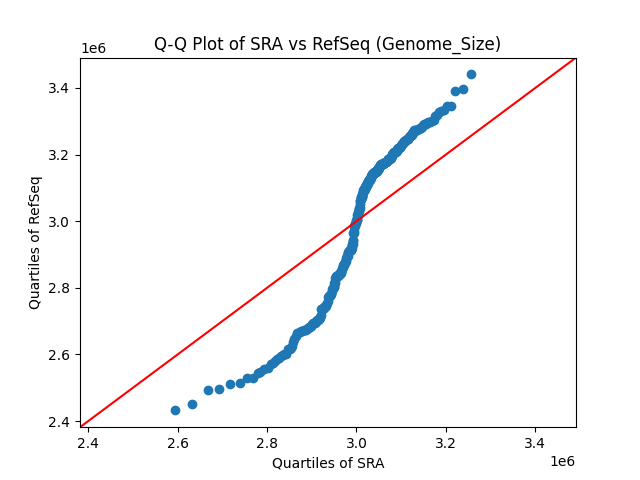 Q-Q Plot of SRA vs RefSeq (Genome_Size)
1e6
3.4
3.2
3.0
2.8
2.6
2.4
Quartiles of RefSeq
2.4 2.6 2.8 3.0 3.2 3.4
Quartiles of SRA
1e6